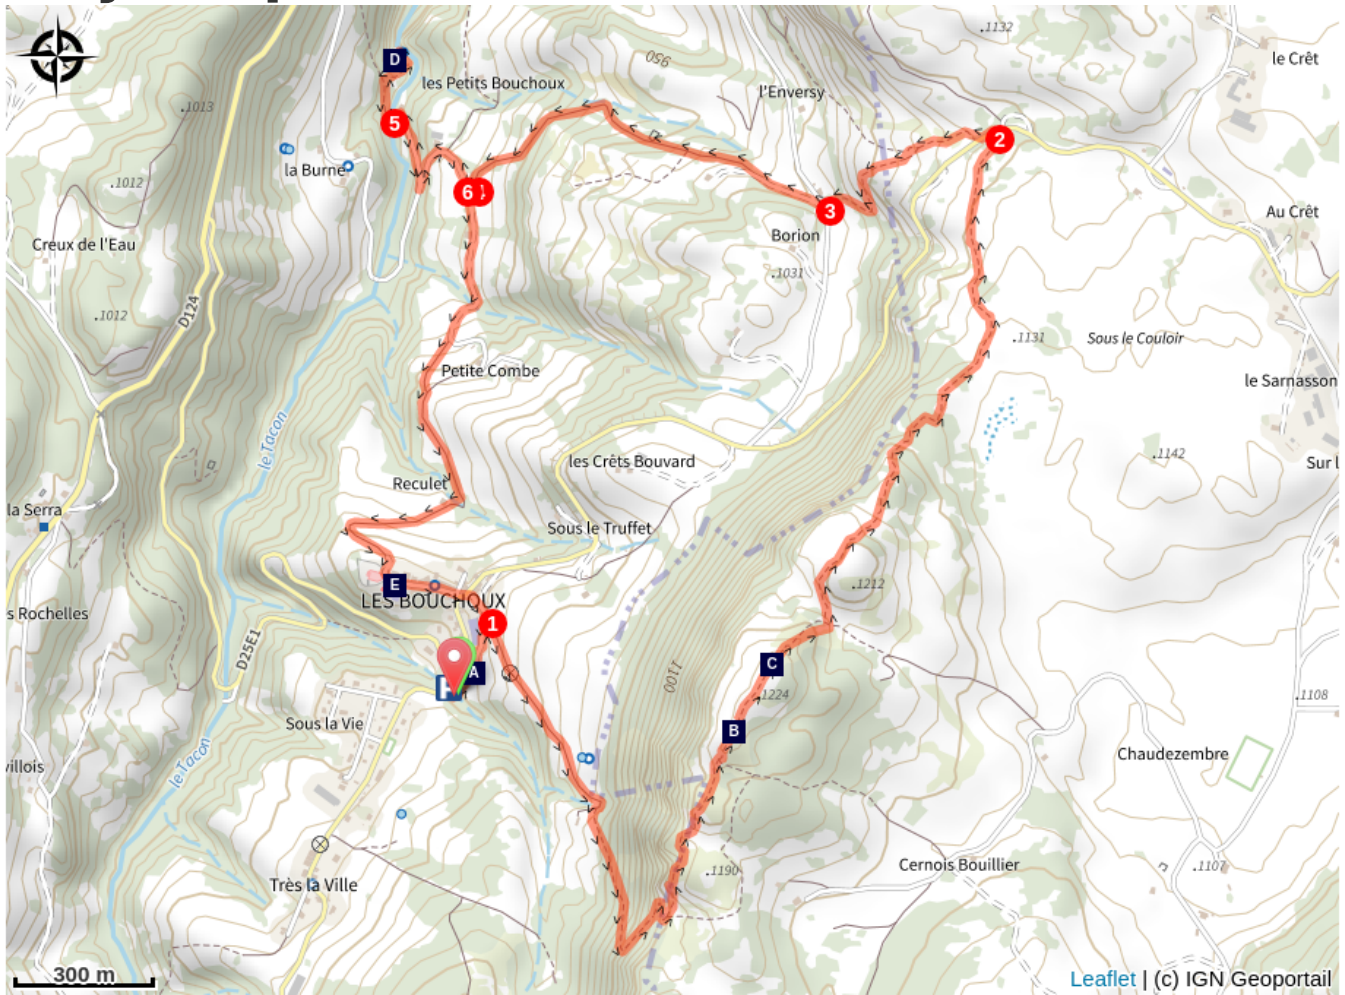 .1132
le Crêt
950
D
les Petits Bouchoux
l'Enversy
.1013
5
2
la Burne
.1012
6
3
Au Crêt
Creux de l'Eau
Borion
.1031
.1012
D124
.1131
Sous le Couloir
Petite Combe
le Sarnasson
le Tacon
les Crêts Bouvard
.1142
Sur l
Reculet
la Serra
Sous le Truffet
E
.1212
LES BOUCHOUX
s Rochelles
1
D25E1
C
A
1100
.1224
.1108
Sous la Vie
B
le Tacon
Chaudezembre
villois
Cernois Bouillier
.1190
.1107
Très la Ville
300 m
Leaflet | (c) IGN Geoportail